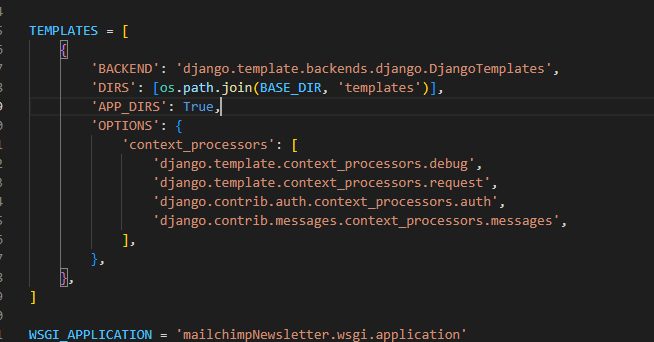 TEMPLATES = [
    {
        'BACKEND': 'django.template.backends.django.DjangoTemplates',
        'DIRS': [os.path.join(BASE_DIR, 'templates')],
        'APP_DIRS': True,
        'OPTIONS': {
            'context_processors': [
                'django.template.context_processors.debug',
                'django.template.context_processors.request',
                'django.contrib.auth.context_processors.auth',
                'django.contrib.messages.context_processors.messages',
            ],
        },
    },
]
WSGI_APPLICATION = 'mailchimpNewsletter.wsgi.application'